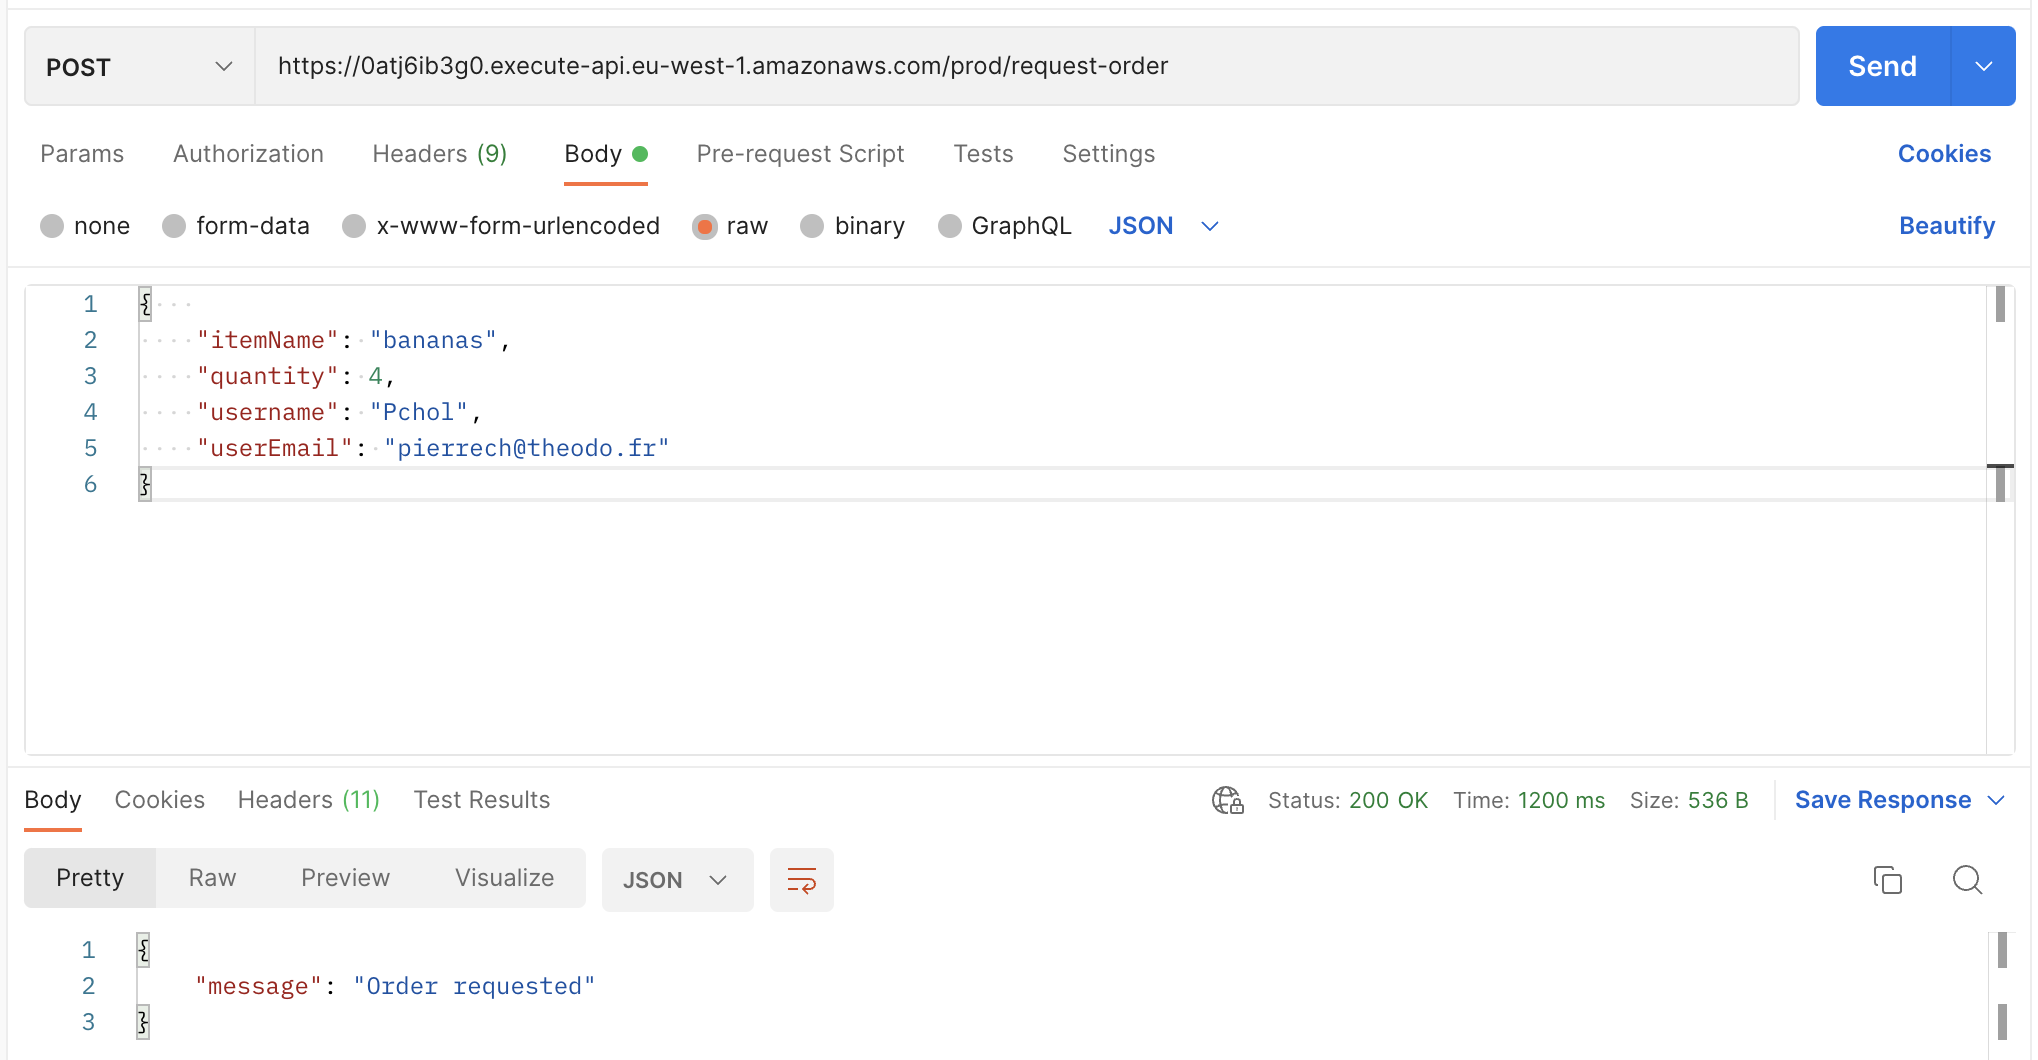 POST https://0atj6ib3g0.execute-api.eu-west-1.amazonaws.com/prod/request-order Send
Params Authorization Headers (9) Body Pre-request Script Tests Settings Cookies
none form-data x-www-form-urlencoded raw binary GraphQL JSON Beautify
1 {
2 "itemName": "bananas",
3 "quantity": 4,
4 "username": "Pchol",
5 "userEmail": "pierrech@theodo.fr"
6 }
Body Cookies Headers (11) Test Results Status: 200 OK Time: 1200 ms Size: 536 B Save Response
Pretty Raw Preview Visualize JSON
1 {
2 "message": "Order requested"
3 }